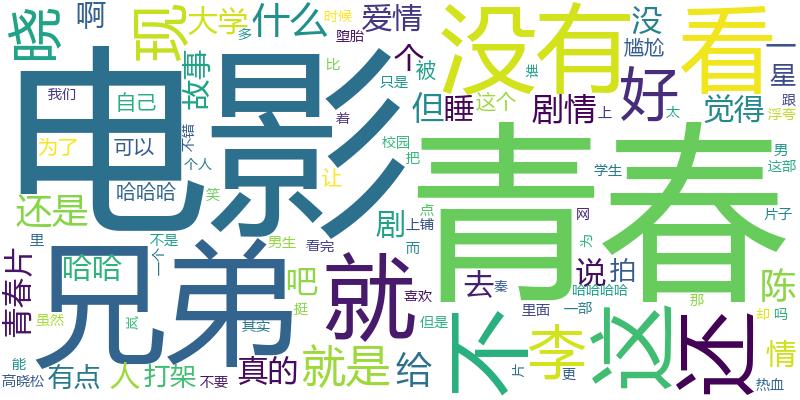 电影
青春
兄弟
没有
看
就
不
这
还
李
好
晓
现
啊
大学
多
时候
堕胎
什么
爱情
没
尴尬
一
星
个
比
只是
被
谁
故事
我们
自己
着
但
睡
这个
剧情
上
觉得
太
跟
浮夸
为了
可以
不错
个人
校园
把
男
这部
哈哈哈
笑
让
学生
还是
里
不是
一个
男生
看完
剧
上铺
点
而
网
为
片子
青春片
哈哈
吧
喜欢
去
秦
说
拍
哈哈哈哈
陈
虽然
其实
挺
但是
里面
一部
那
却
吗
能
高晓松
有点
人
打架
不要
真的
就是
给
片
更
情
热血